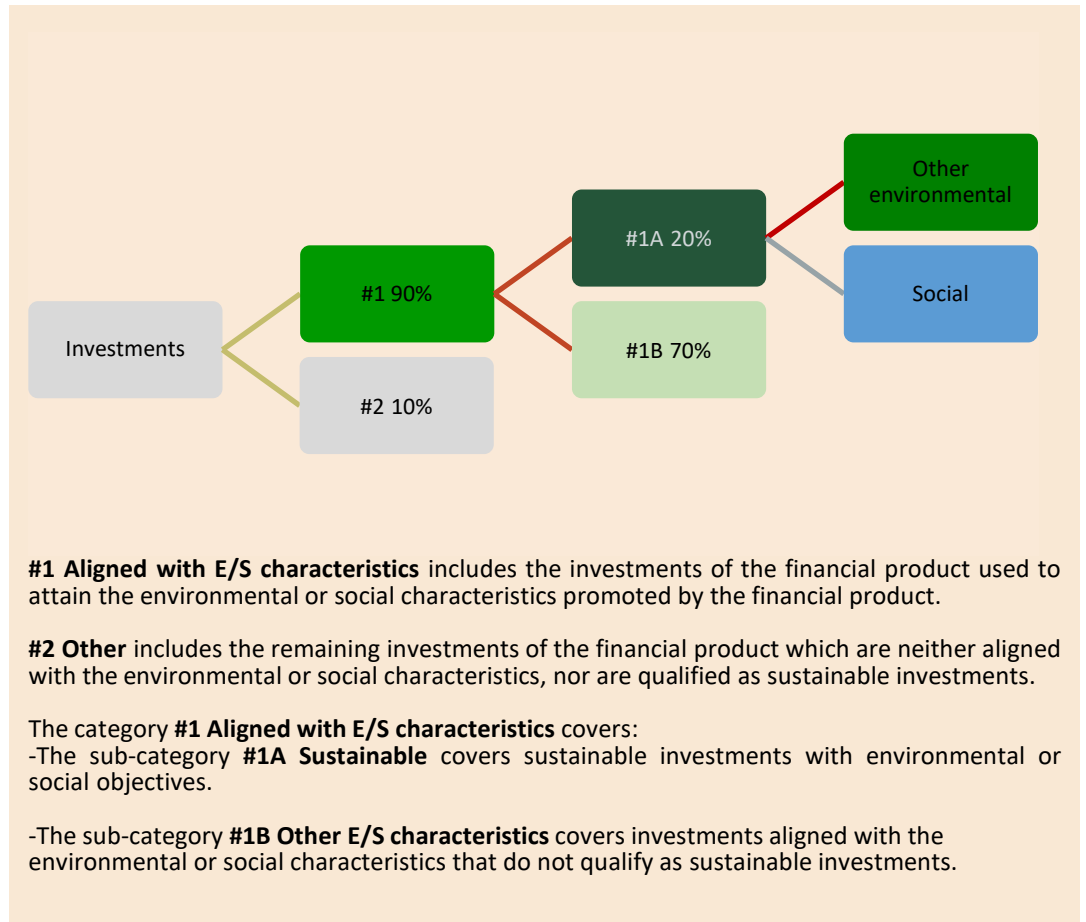 Other
environmental
#1A 20%
#1 90%
Social
Investments
#1B 70%
#2 10%
#1 Aligned with E/S characteristics includes the investments of the financial product used to
attain the environmental or social characteristics promoted by the financial product.
#2 Other includes the remaining investments of the financial product which are neither aligned
with the environmental or social characteristics, nor are qualified as sustainable investments.
The category #1 Aligned with E/S characteristics covers:
-The sub-category #1A Sustainable covers sustainable investments with environmental or
social objectives.
-The sub-category #1B Other E/S characteristics covers investments aligned with the
environmental or social characteristics that do not qualify as sustainable investments.